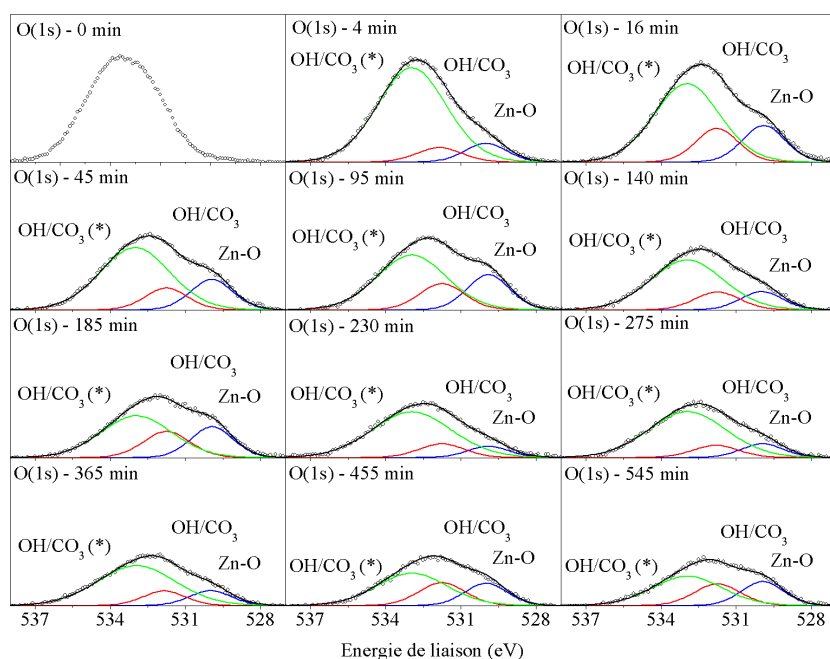 O(1s) - 0 min
O(1s) - 4 min
OH/CO3 (*)
OH/CO3
Zn-O
O(1s) - 16 min
OH/CO3 (*)
OH/CO3
Zn-O
O(1s) - 45 min
OH/CO3 (*)
OH/CO3
Zn-O
O(1s) - 95 min
OH/CO3 (*)
OH/CO3
Zn-O
O(1s) - 140 min
OH/CO3 (*)
OH/CO3
Zn-O
O(1s) - 185 min
OH/CO3 (*)
OH/CO3
Zn-O
O(1s) - 230 min
OH/CO3 (*)
OH/CO3
Zn-O
O(1s) - 275 min
OH/CO3 (*)
OH/CO3
Zn-O
O(1s) - 365 min
OH/CO3 (*)
OH/CO3
Zn-O
O(1s) - 455 min
OH/CO3 (*)
OH/CO3
Zn-O
O(1s) - 545 min
OH/CO3 (*)
OH/CO3
Zn-O
537 534 531 528 537 534 531 528 537 534 531 528
Energie de liaison (eV)